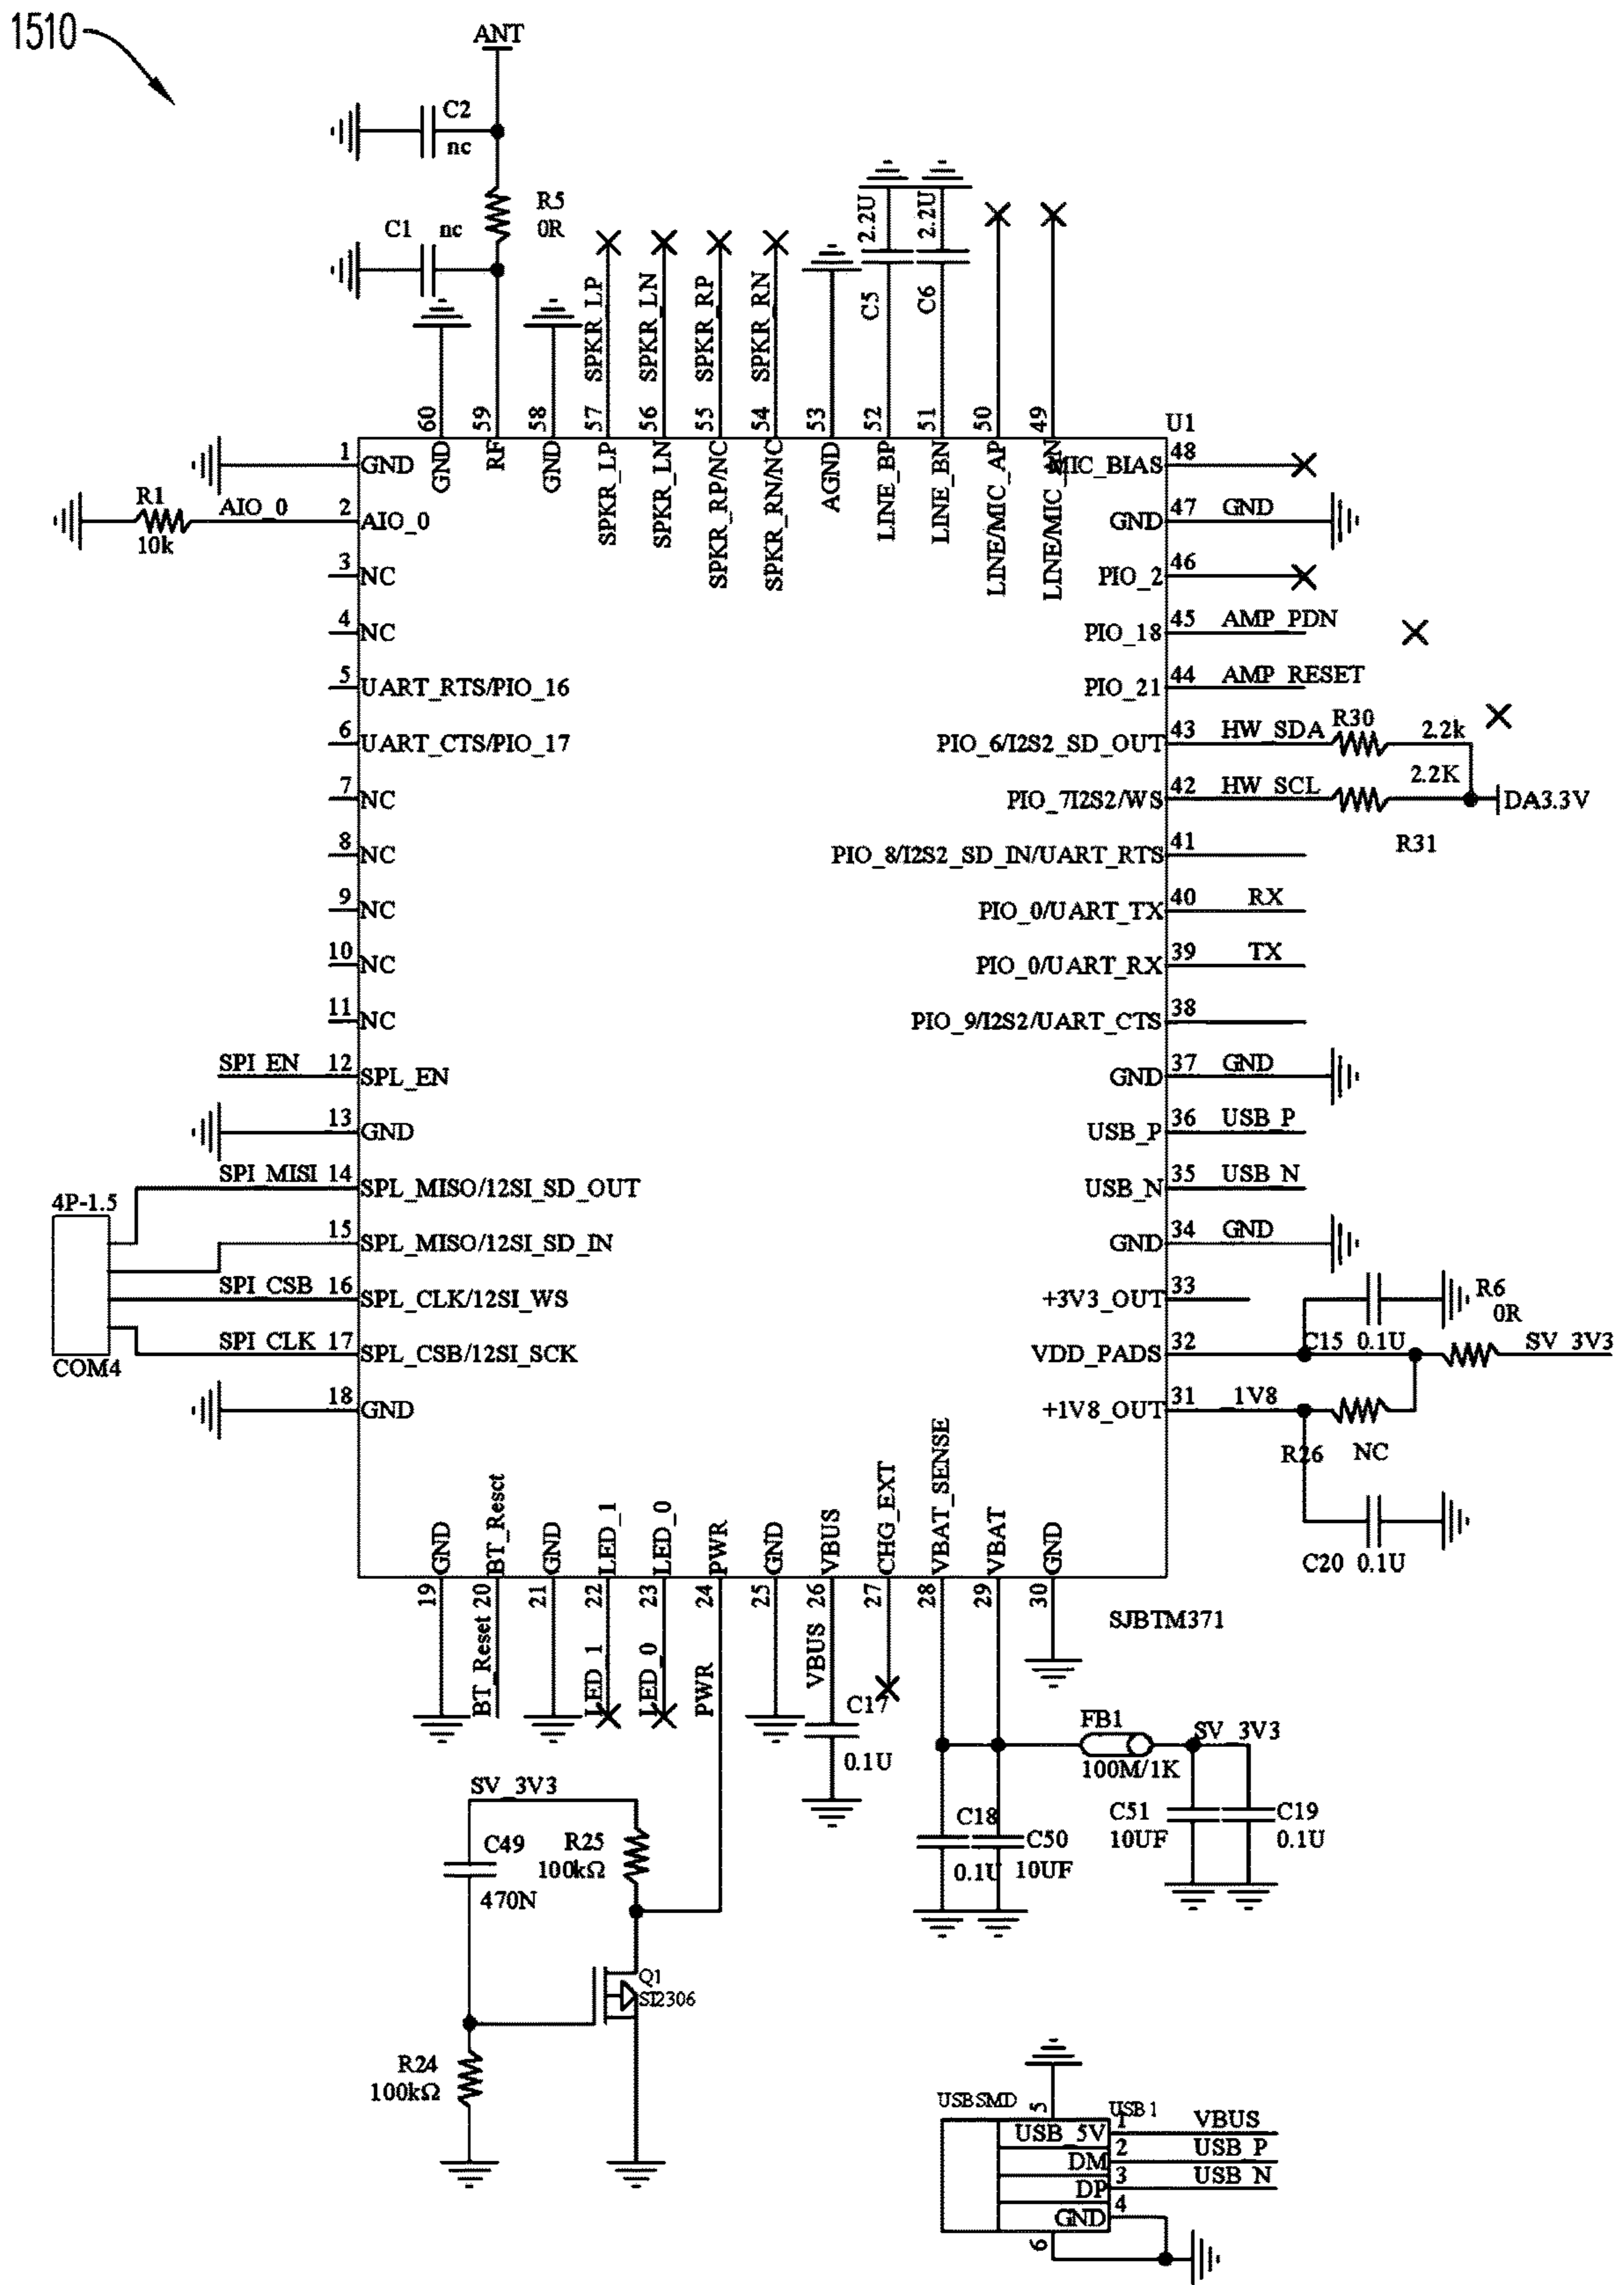 1510
ANT
C2
nc
R5
0R
C1 nc
2.2U
2.2U
C5
C6
SPKR_LP
SPKR_LN
SPKR_RP
SPKR_RN
60
59
58
57
56
55
54
53
52
51
50
49
U1
GND
RF
GND
SPKR_LP
SPKR_LN
SPKR_RP/NC
SPKR_RN/NC
AGND
LINE_BP
LINE_BN
LINE/MIC_AP
1 GND
R1
10k
AIO_0 2 AIO_0
3 NC
4 NC
5 UART_RTS/PIO_16
6 UART_CTS/PIO_17
7 NC
8 NC
9 NC
10 NC
11 NC
SPI_EN 12 SPL_EN
13 GND
SPI_MISI 14 SPL_MISO/12SI_SD_OUT
4P-1.5
15 SPL_MISO/12SI_SD_IN
SPI_CSB 16 SPL_CLK/12SI_WS
SPI_CLK 17 SPL_CSB/12SI_SCK
COM4
18 GND
MIC_BIAS 48
GND 47 GND
PIO_2 46
PIO_18 45 AMP_PDN
PIO_21 44 AMP_RESET
PIO_6/I2S2_SD_OUT 43 HW_SDA R30 2.2k
PIO_7I2S2/WS 42 HW_SCL 2.2K DA3.3V
R31
PIO_8/I2S2_SD_IN/UART_RTS 41
PIO_0/UART_TX 40 RX
PIO_0/UART_RX 39 TX
PIO_9/I2S2/UART_CTS 38
GND 37 GND
USB_P 36 USB_P
USB_N 35 USB_N
GND 34 GND
+3V3_OUT 33
R6
0R
C15 0.1U
VDD_PADS 32 SV_3V3
+1V8_OUT 31 _1V8
R26 NC
C20 0.1U
GND
BT_Resct
GND
LED_1
LED_0
PWR
GND
VBUS
CHG_EXT
VBAT_SENSE
VBAT
GND
19
20
21
22
23
24
25
26
27
28
29
30
SJBTM371
BT_Reset
LED_1
LED_0
PWR
VBUS
C17
0.1U
FB1
100M/1K
SV_3V3
C18
0.1U
C50
10UF
C51
10UF
C19
0.1U
SV_3V3
C49
470N
R25
100kΩ
Q1
SI2306
R24
100kΩ
USBSMD
5
USB1
USB_5V 1 VBUS
DM 2 USB_P
DP 3 USB_N
GND 4
6